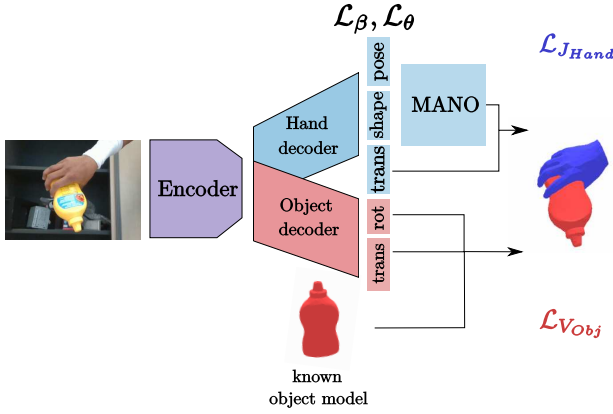 ℒ_β, ℒ_θ
ℒ_{J_{Hand}}
pose
shape
trans
MANO
Hand
decoder
Encoder
Object
decoder
rot
trans
ℒ_{V_{Obj}}
known
object model